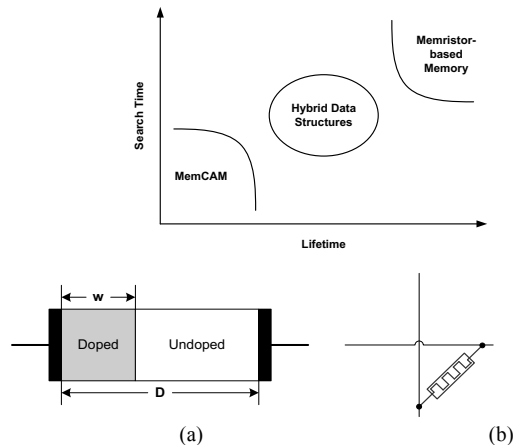 Search Time
Memristor-
based
Memory
Hybrid Data
Structures
MemCAM
Lifetime
w
Doped
Undoped
D
(a)
(b)